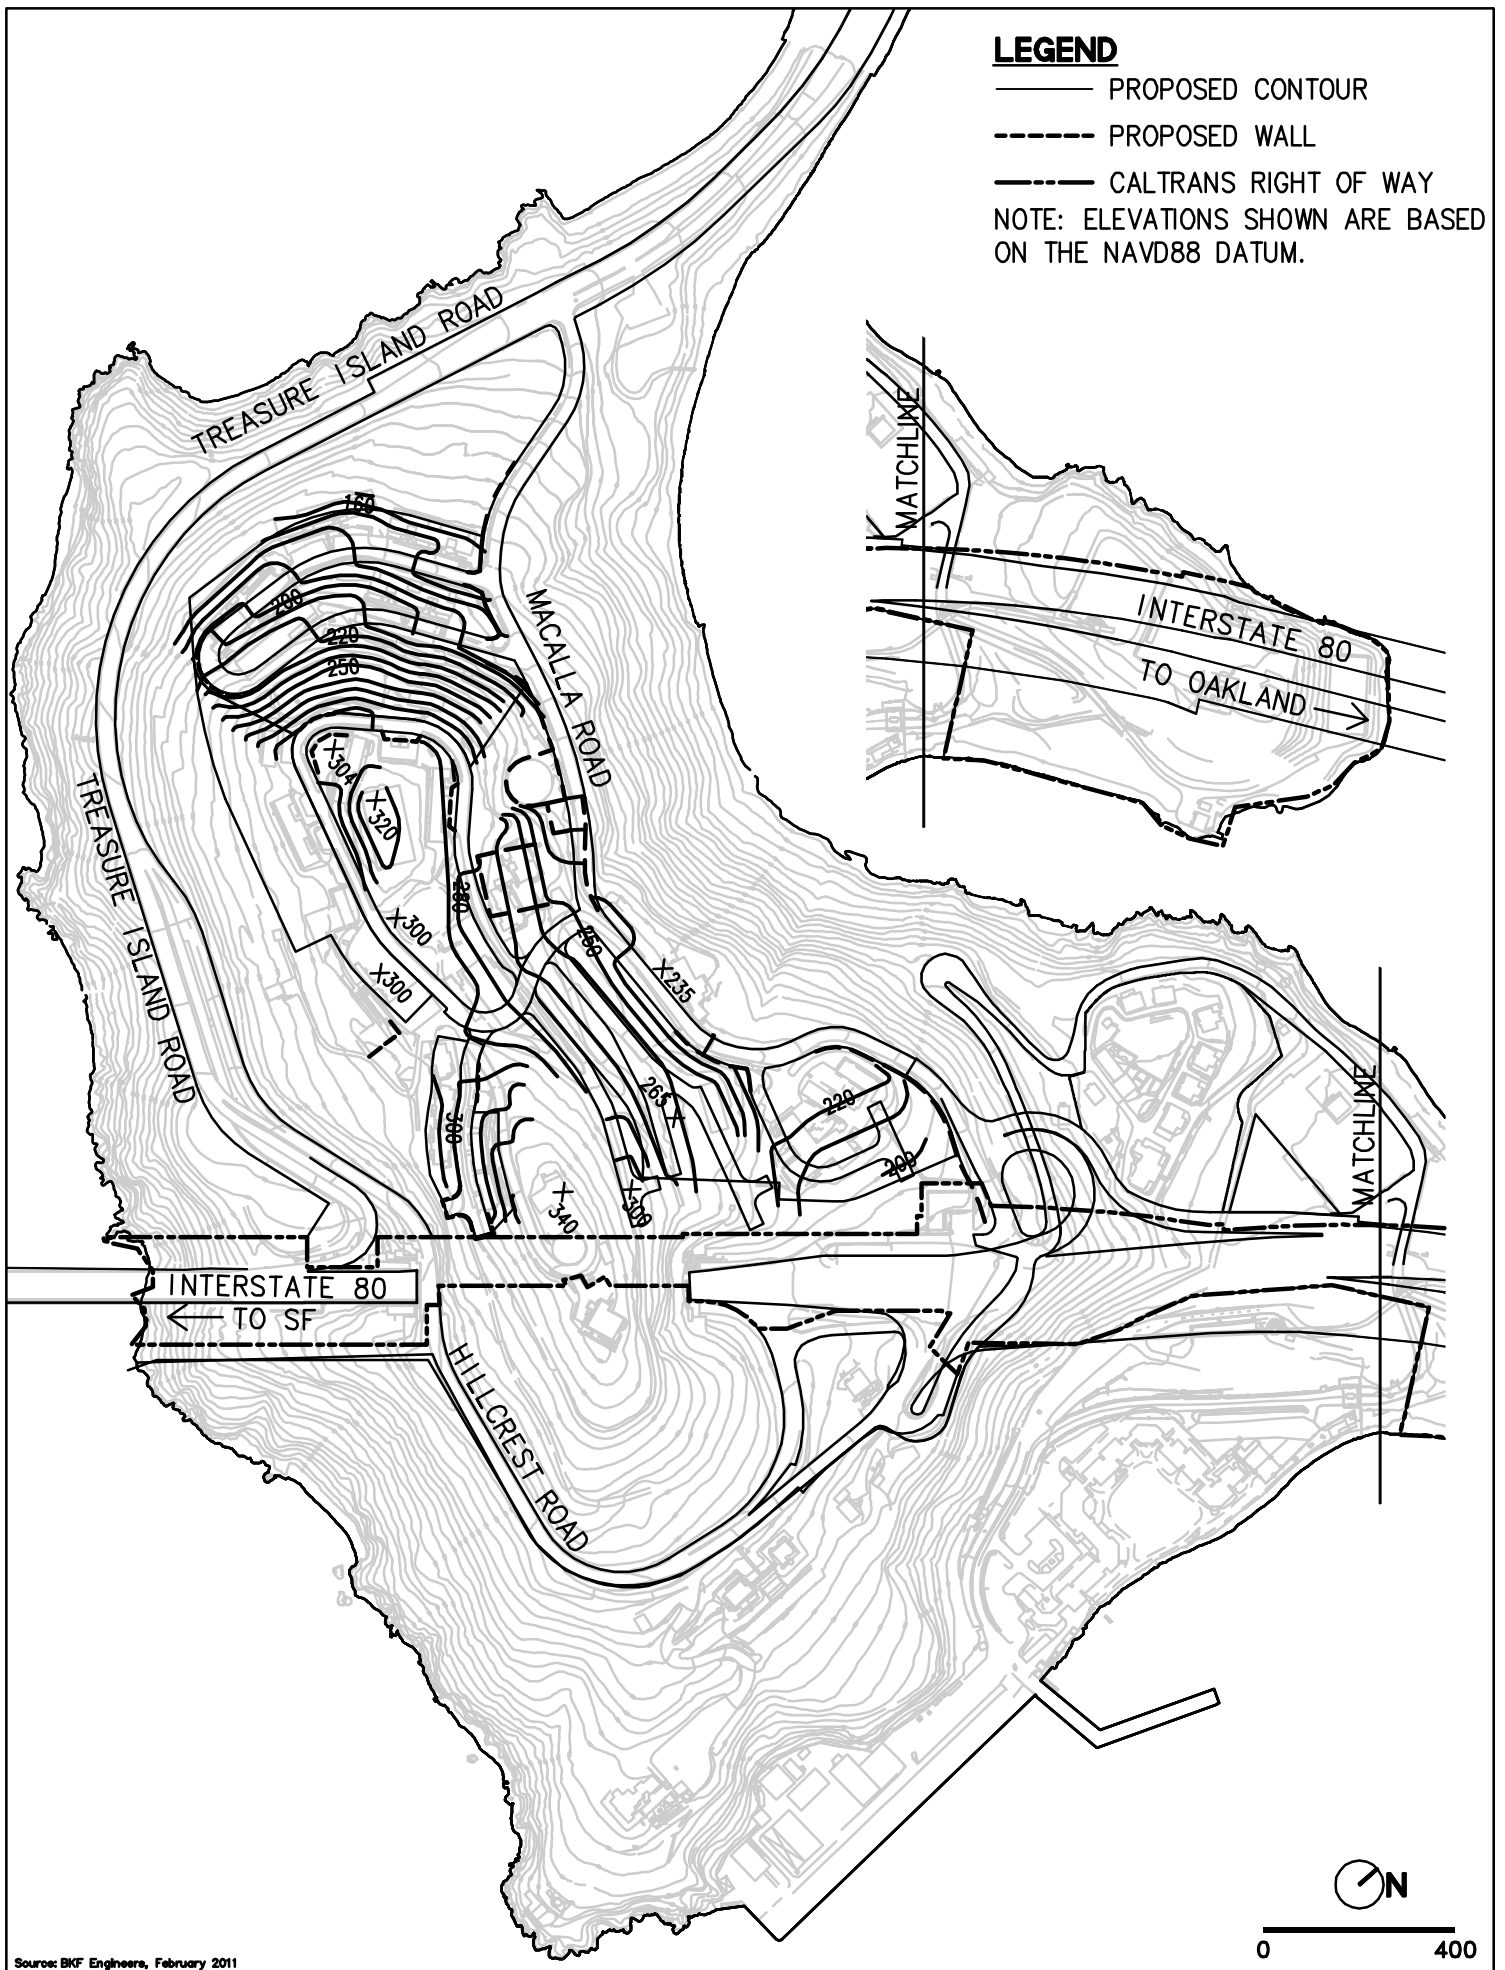 LEGEND
PROPOSED CONTOUR
PROPOSED WALL
CALTRANS RIGHT OF WAY
NOTE: ELEVATIONS SHOWN ARE BASED
ON THE NAVD88 DATUM.
TREASURE ISLAND ROAD
MATCHLINE
160
INTERSTATE 80
TO OAKLAND
200
220
250
MACALLA ROAD
304
320
TREASURE ISLAND ROAD
280
300
250
300
235
265
220
300
200
MATCHLINE
340
300
INTERSTATE 80
TO SF
HILLCREST ROAD
N
0 400
Source: BKF Engineers, February 2011